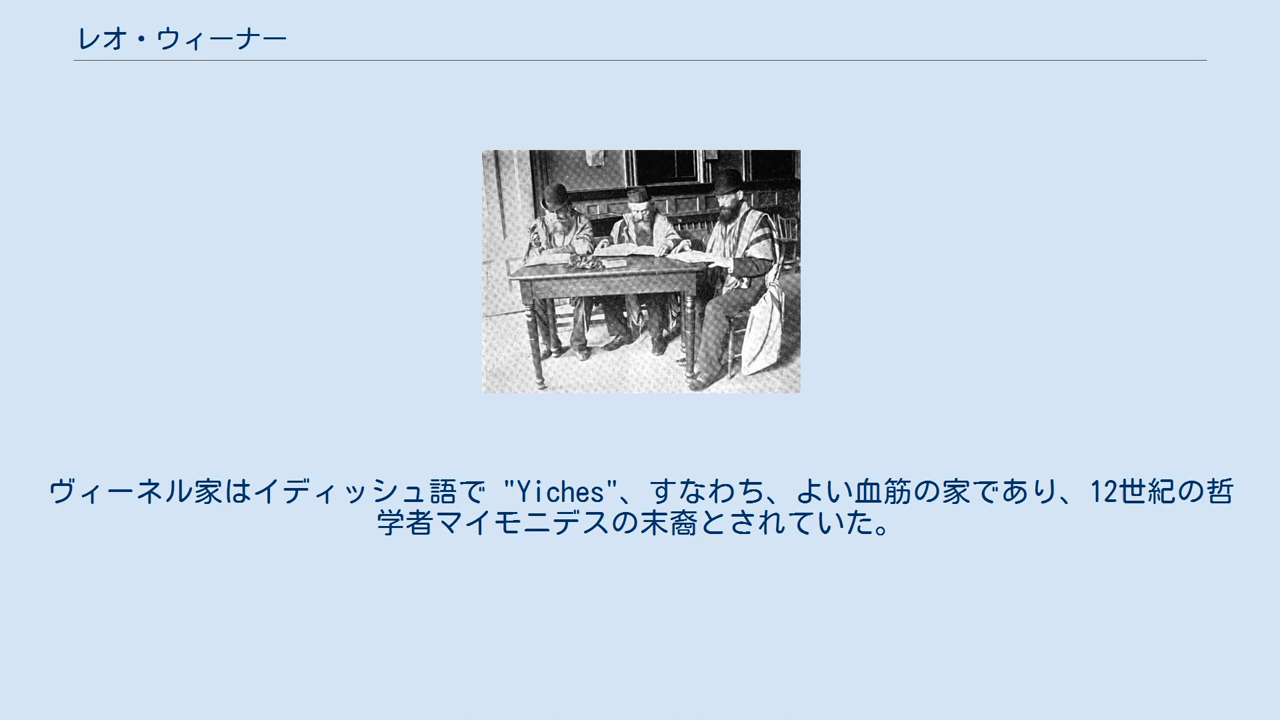 レオ・ウィーナー
ヴィーネル家はイディッシュ語で "Yiches"、すなわち、よい血筋の家であり、12世紀の哲
学者マイモニデスの末裔とされていた。